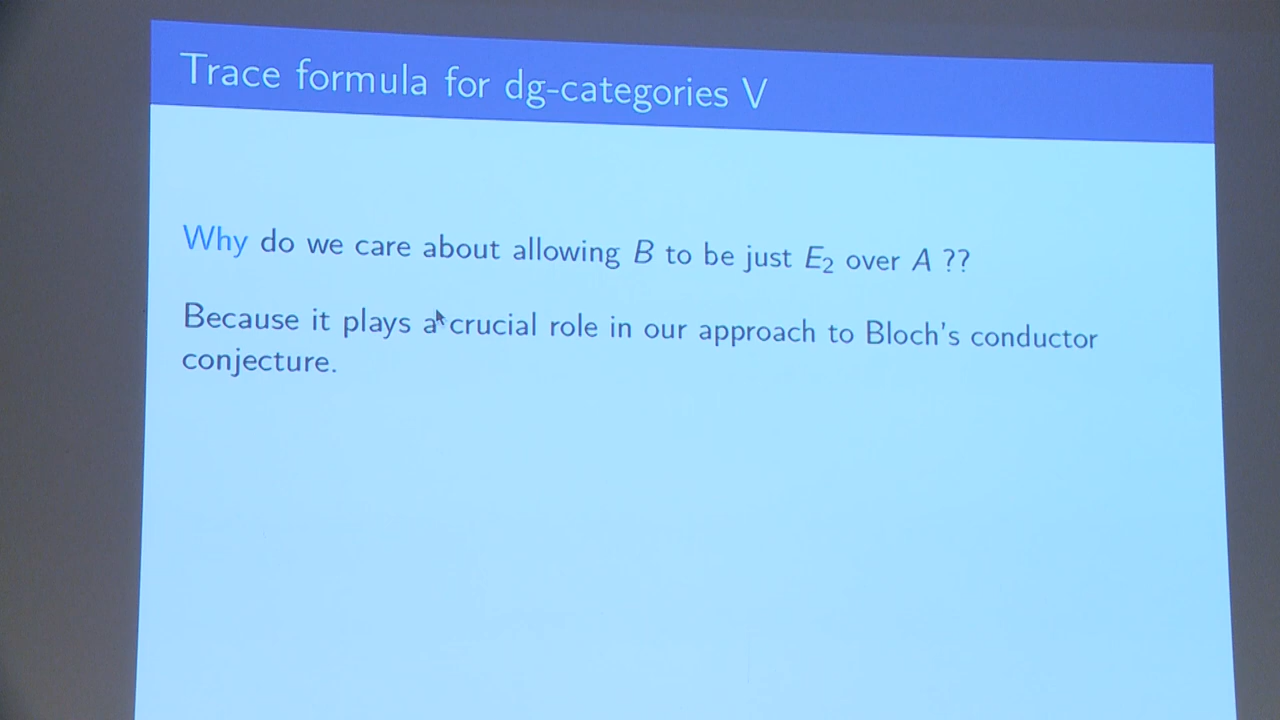 Trace formula for dg-categories V
Why do we care about allowing B to be just E₂ over A ??
Because it plays a crucial role in our approach to Bloch's conductor
conjecture.